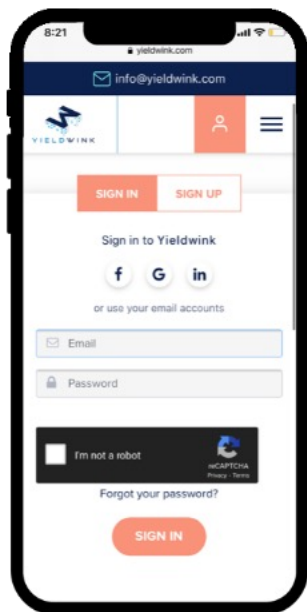 8:21
yieldwink.com
info@yieldwink.com
YIELDWINK
SIGN IN SIGN UP
Sign in to Yieldwink
f G in
or use your email accounts
Email
Password
I'm not a robot
reCAPTCHA
Privacy - Terms
Forgot your password?
SIGN IN